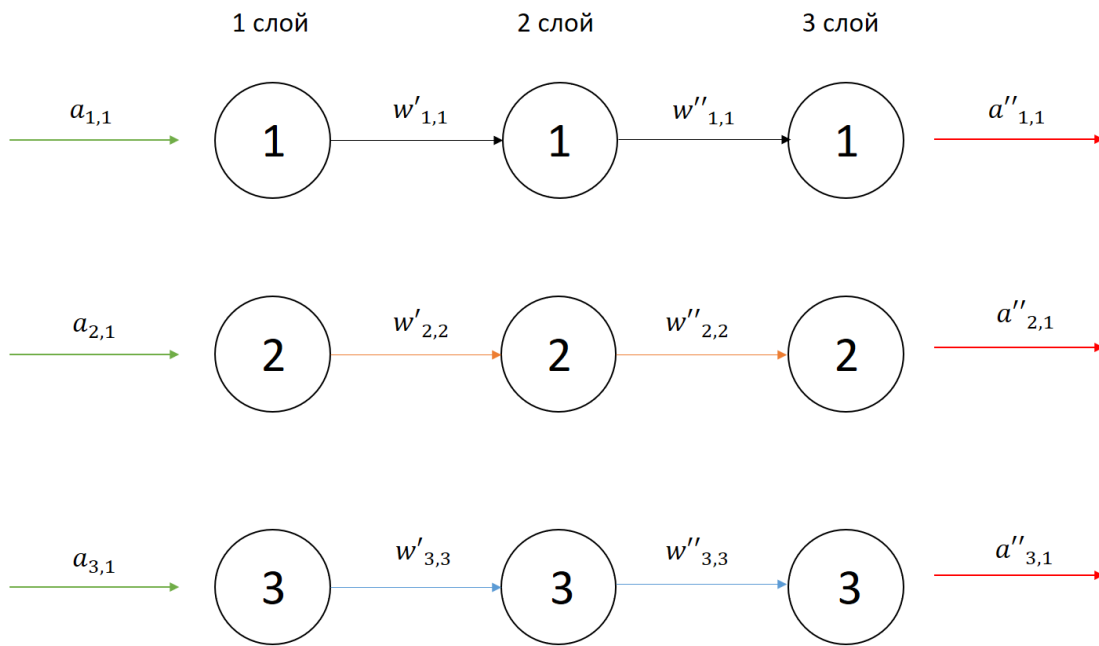 1 слой 2 слой 3 слой
a₁,₁ 1 w′₁,₁ 1 w″₁,₁ 1 a″₁,₁
a₂,₁ 2 w′₂,₂ 2 w″₂,₂ 2 a″₂,₁
a₃,₁ 3 w′₃,₃ 3 w″₃,₃ 3 a″₃,₁